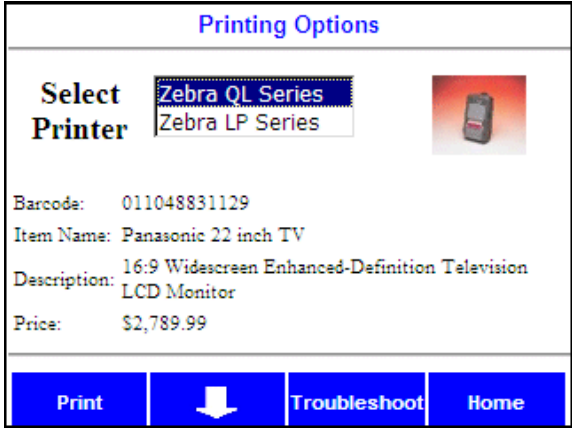 Printing Options
Select
Printer
Zebra QL Series
Zebra LP Series
Barcode: 011048831129
Item Name: Panasonic 22 inch TV
Description: 16:9 Widescreen Enhanced-Definition Television
LCD Monitor
Price: $2,789.99
Print
Troubleshoot
Home